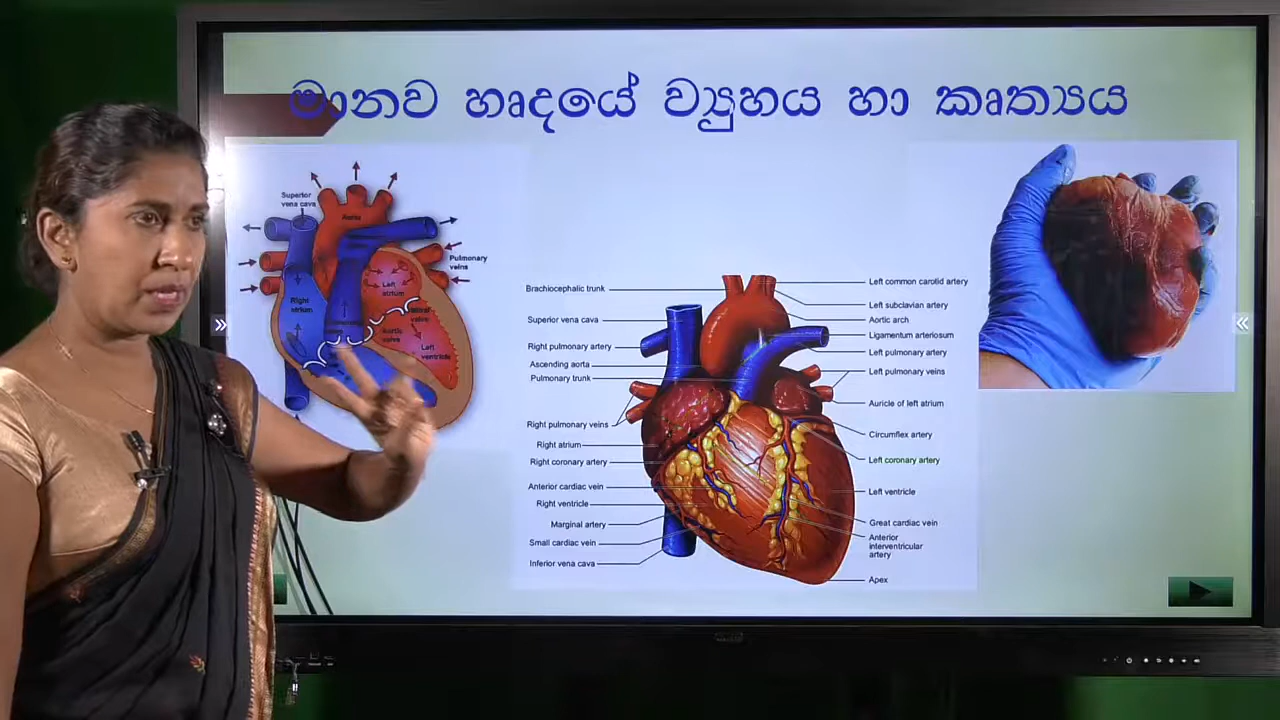 මානව හෘදයේ ව්‍යුහය හා කෘත්‍යය
Superior
vena cava
Aorta
Pulmonary
veins
Left
atrium
Right
atrium
Mitral
valve
Aortic
valve
Left
ventricle
Brachiocephalic trunk
Superior vena cava
Right pulmonary artery
Ascending aorta
Pulmonary trunk
Right pulmonary veins
Right atrium
Right coronary artery
Anterior cardiac vein
Right ventricle
Marginal artery
Small cardiac vein
Inferior vena cava
Left common carotid artery
Left subclavian artery
Aortic arch
Ligamentum arteriosum
Left pulmonary artery
Left pulmonary veins
Auricle of left atrium
Circumflex artery
Left coronary artery
Left ventricle
Great cardiac vein
Anterior
interventricular
artery
Apex